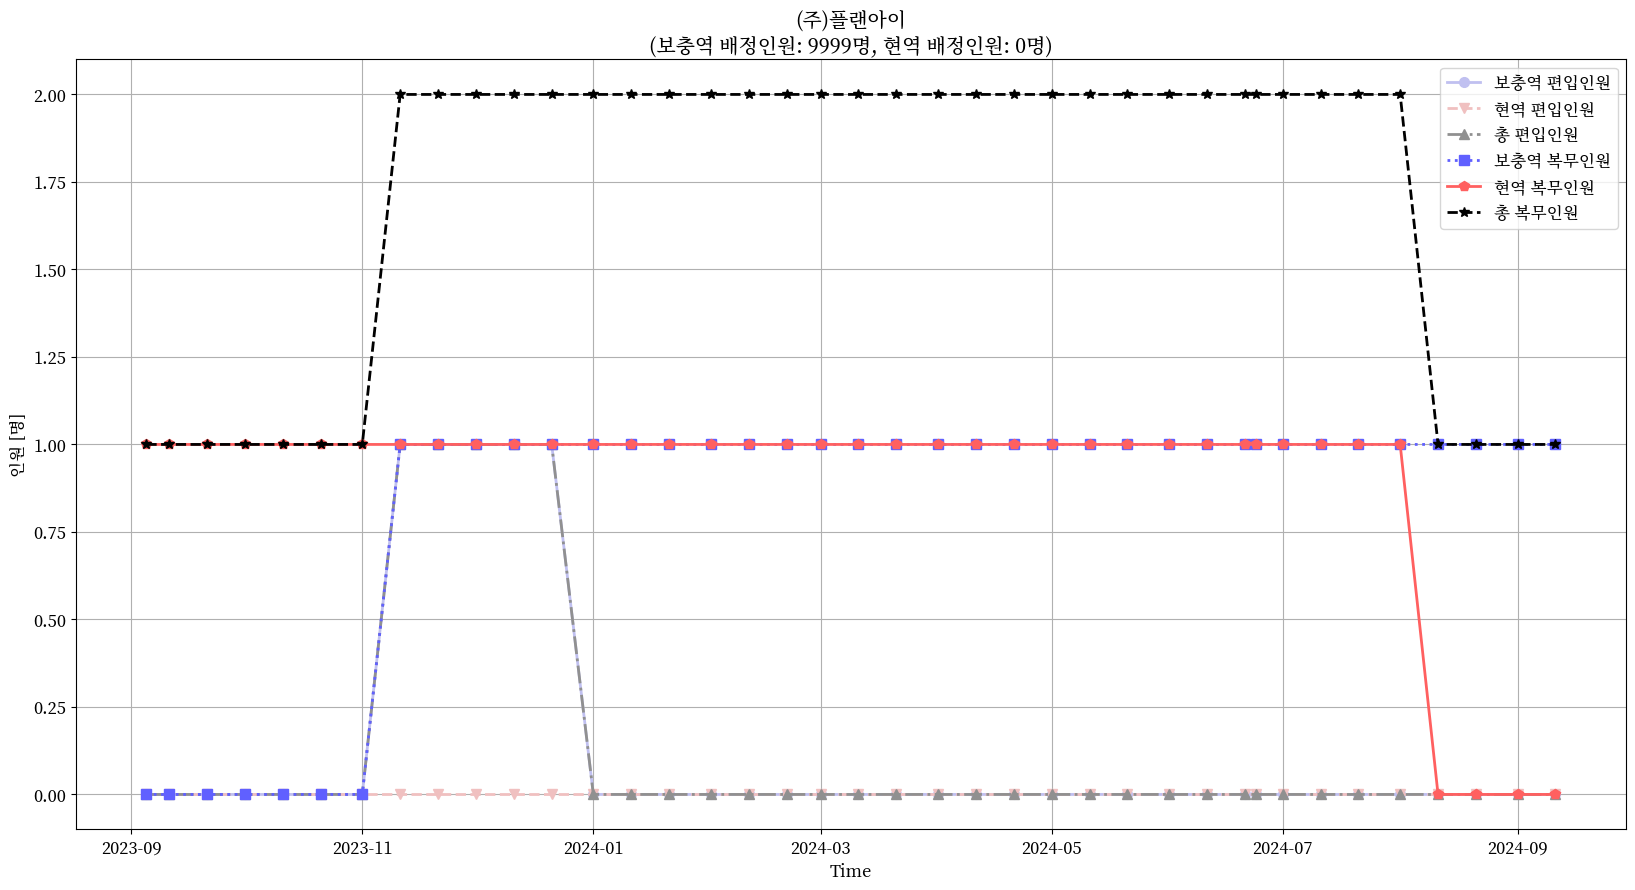 (주)플랜아이
(보충역 배정인원: 9999명, 현역 배정인원: 0명)
보충역 편입인원
현역 편입인원
총 편입인원
보충역 복무인원
현역 복무인원
총 복무인원
인원 [명]
2.00
1.75
1.50
1.25
1.00
0.75
0.50
0.25
0.00
2023-09 2023-11 2024-01 2024-03 2024-05 2024-07 2024-09
Time